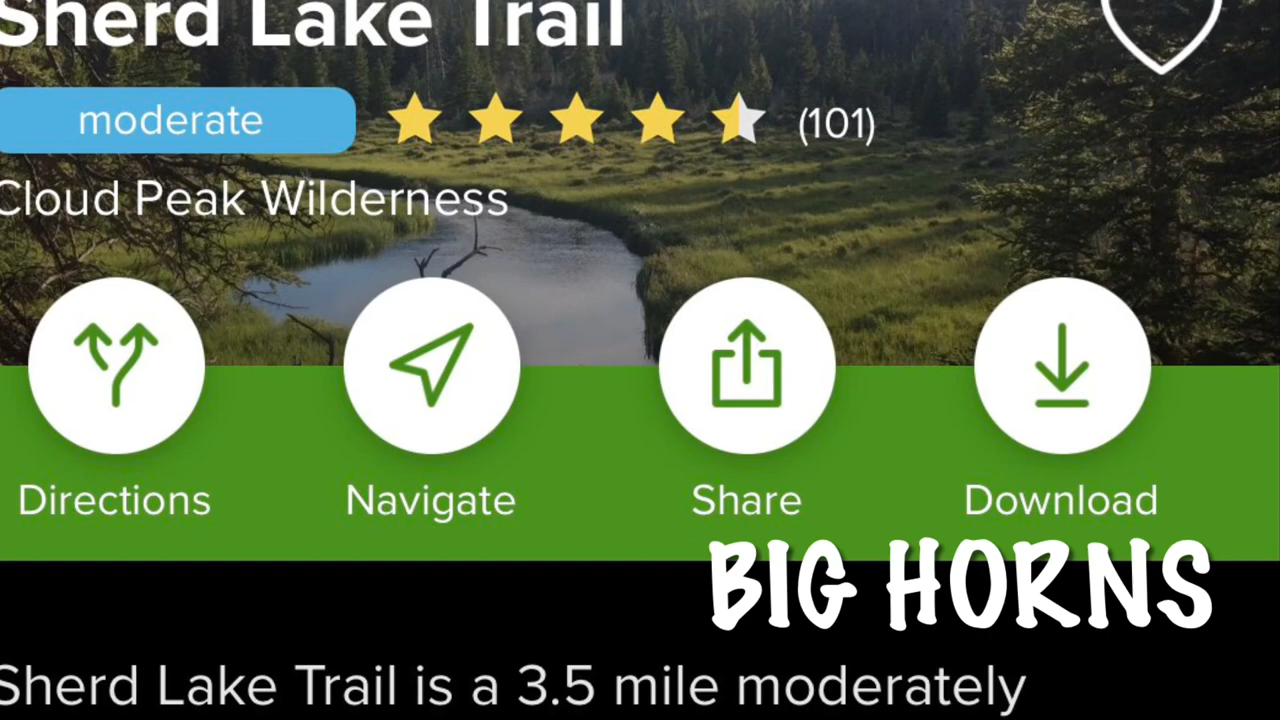 Sherd Lake Trail
moderate
(101)
Cloud Peak Wilderness
Directions
Navigate
Share
Download
BIG HORNS
Sherd Lake Trail is a 3.5 mile moderately